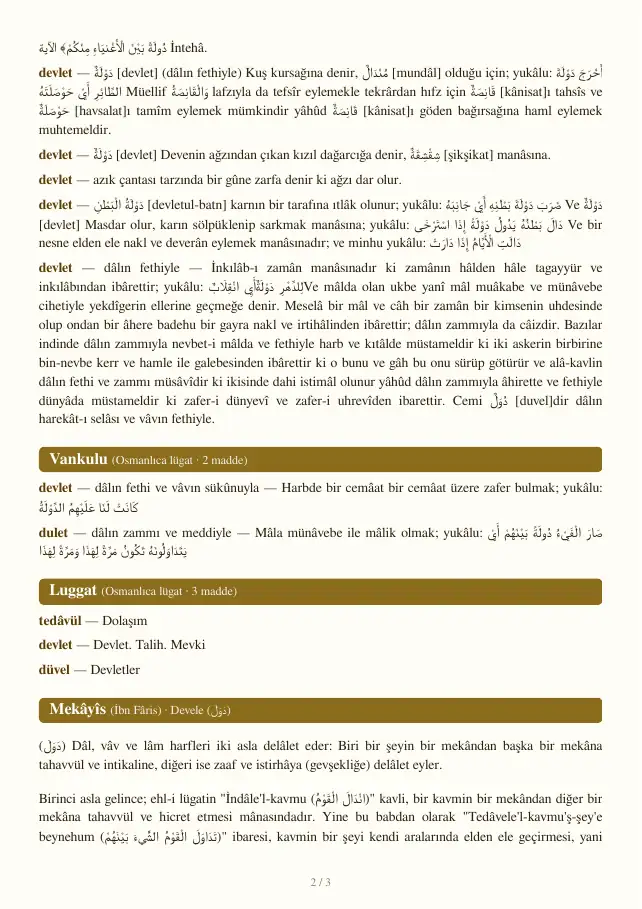 دُولَةً بَيْنَ الْأَغْنِيَاءِ مِنْكُمْ﴾ الآية İntehâ.
devlet — دَوْلَةٌ [devlet] (dâlın fethiyle) Kuş kursağına denir, مُنْدَالٌ [mundâl] olduğu için; yukâlu: أَخْرَجَ دَوْلَةَ
الطَّائِرِ أَيْ حَوْصَلَتَهُ Müellif وَالْقَانِصَةُ lafzıyla da tefsîr eylemekle tekrârdan hıfz için قَانِصَةٌ [kânisat]ı tahsîs ve
حَوْصَلَةٌ [havsalat]ı tamîm eylemek mümkindir yâhûd قَانِصَةٌ [kânisat]ı göden bağırsağına haml eylemek
muhtemeldir.
devlet — دَوْلَةٌ [devlet] Devenin ağzından çıkan kızıl dağarcığa denir, شِقْشِقَةٌ [şikşikat] manâsına.
devlet — azık çantası tarzında bir gûne zarfa denir ki ağzı dar olur.
devlet — دَوْلَةُ الْبَطْنِ [devletul-batn] karnın bir tarafına ıtlâk olunur; yukâlu: ضَرَبَ دَوْلَةَ بَطْنِهِ أَيْ جَانِبَهُ Ve دَوْلَةٌ
[devlet] Masdar olur, karın sölpüklenip sarkmak manâsına; yukâlu: دَالَ بَطْنُهُ يَدُولُ دَوْلَةً إِذَا اسْتَرْخَى Ve bir
nesne elden ele nakl ve deverân eylemek manâsınadır; ve minhu yukâlu: دَالَتِ الْأَيَّامُ إِذَا دَارَتْ
devlet — dâlın fethiyle — İnkılâb-ı zamân manâsınadır ki zamânın hâlden hâle tagayyür ve
inkılâbından ibârettir; yukâlu: لِلدَّهْرِ دَوْلَةٌأَيِ انْقِلَابٌVe mâlda olan ukbe yanî mâl muâkabe ve münâvebe
cihetiyle yekdîgerin ellerine geçmeğe denir. Meselâ bir mâl ve câh bir zamân bir kimsenin uhdesinde
olup ondan bir âhere badehu bir gayra nakl ve irtihâlinden ibârettir; dâlın zammıyla da câizdir. Bazılar
indinde dâlın zammıyla nevbet-i mâlda ve fethiyle harb ve kıtâlde müstameldir ki iki askerin birbirine
bin-nevbe kerr ve hamle ile galebesinden ibârettir ki o bunu ve gâh bu onu sürüp götürür ve alâ-kavlin
dâlın fethi ve zammı müsâvîdir ki ikisinde dahi istimâl olunur yâhûd dâlın zammıyla âhirette ve fethiyle
dünyâda müstameldir ki zafer-i dünyevî ve zafer-i uhrevîden ibarettir. Cemi دُوَلٌ [duvel]dir dâlın
harekât-ı selâsı ve vâvın fethiyle.
Vankulu (Osmanlıca lügat · 2 madde)
devlet — dâlın fethi ve vâvın sükûnuyla — Harbde bir cemâat bir cemâat üzere zafer bulmak; yukâlu:
كَانَتْ لَنَا عَلَيْهِمُ الدَّوْلَةُ
dulet — dâlın zammı ve meddiyle — Mâla münâvebe ile mâlik olmak; yukâlu: صَارَ الْفَيْءُ دُولَةً بَيْنَهُمْ أَيْ
يَتَدَاوَلُونَهُ تَكُونُ مَرَّةً لِهَذَا وَمَرَّةً لِهَذَا
Luggat (Osmanlıca lügat · 3 madde)
tedâvül — Dolaşım
devlet — Devlet. Talih. Mevki
düvel — Devletler
Mekâyîs (İbn Fâris) · Devele (دَوَلَ)
(دَوَلَ) Dâl, vâv ve lâm harfleri iki asla delâlet eder: Biri bir şeyin bir mekândan başka bir mekâna
tahavvül ve intikaline, diğeri ise zaaf ve istirhâya (gevşekliğe) delâlet eyler.
Birinci asla gelince; ehl-i lügatin "İndâle'l-kavmu (انْدَالَ الْقَوْمُ)" kavli, bir kavmin bir mekândan diğer bir
mekâna tahavvül ve hicret etmesi mânasınadır. Yine bu babdan olarak "Tedâvele'l-kavmu'ş-şey'e
beynehum (تَدَاوَلَ الْقَوْمُ الشَّيءَ بَيْنَهُمْ)" ibaresi, kavmin bir şeyi kendi aralarında elden ele geçirmesi, yani
2 / 3